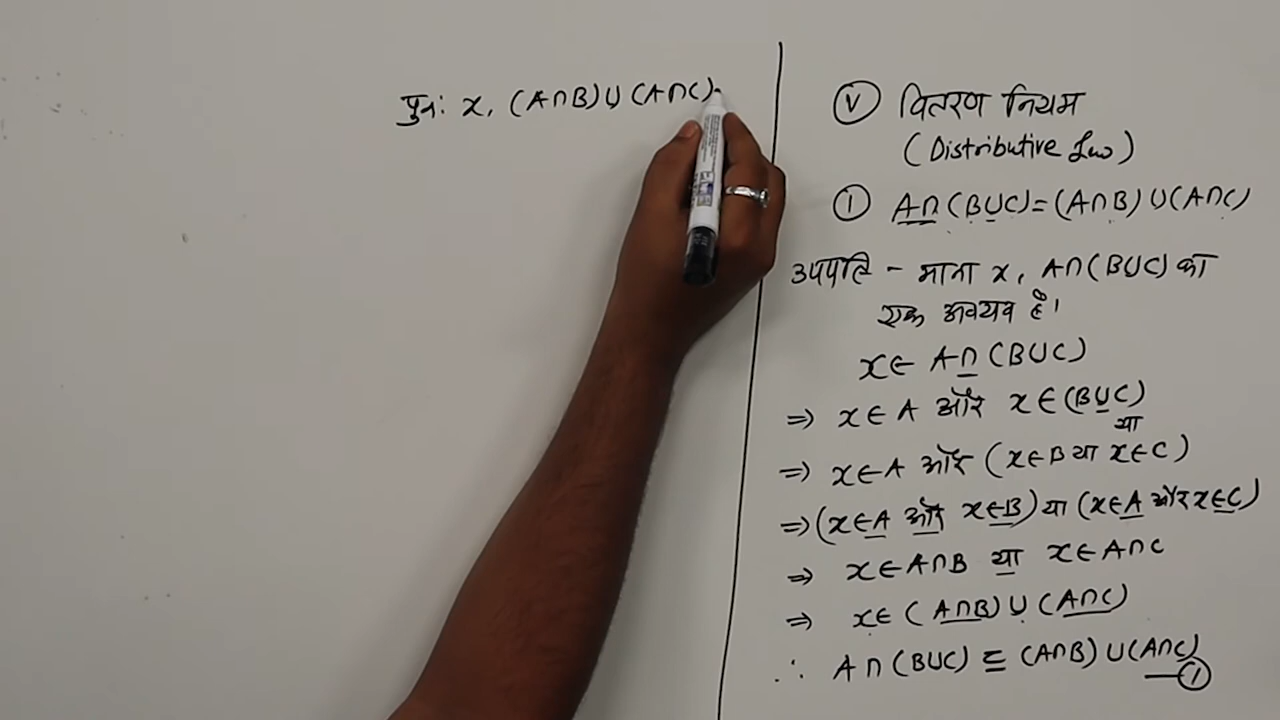 पुनः x, (A∩B)∪(A∩C)
Ⓥ वितरण नियम
(Distributive Law)
① A∩(B∪C)=(A∩B)∪(A∩C)
उपपत्ति - माना x, A∩(B∪C) का
एक अवयव है।
x∈ A∩(B∪C)
⇒ x∈A और x∈(B∪C)
या
⇒ x∈A और (x∈B या x∈C)
⇒ (x∈A और x∈B) या (x∈A और x∈C)
⇒ x∈A∩B या x∈A∩C
⇒ x∈ (A∩B) ∪ (A∩C)
∴ A∩(B∪C) ⊆ (A∩B)∪(A∩C)
—①